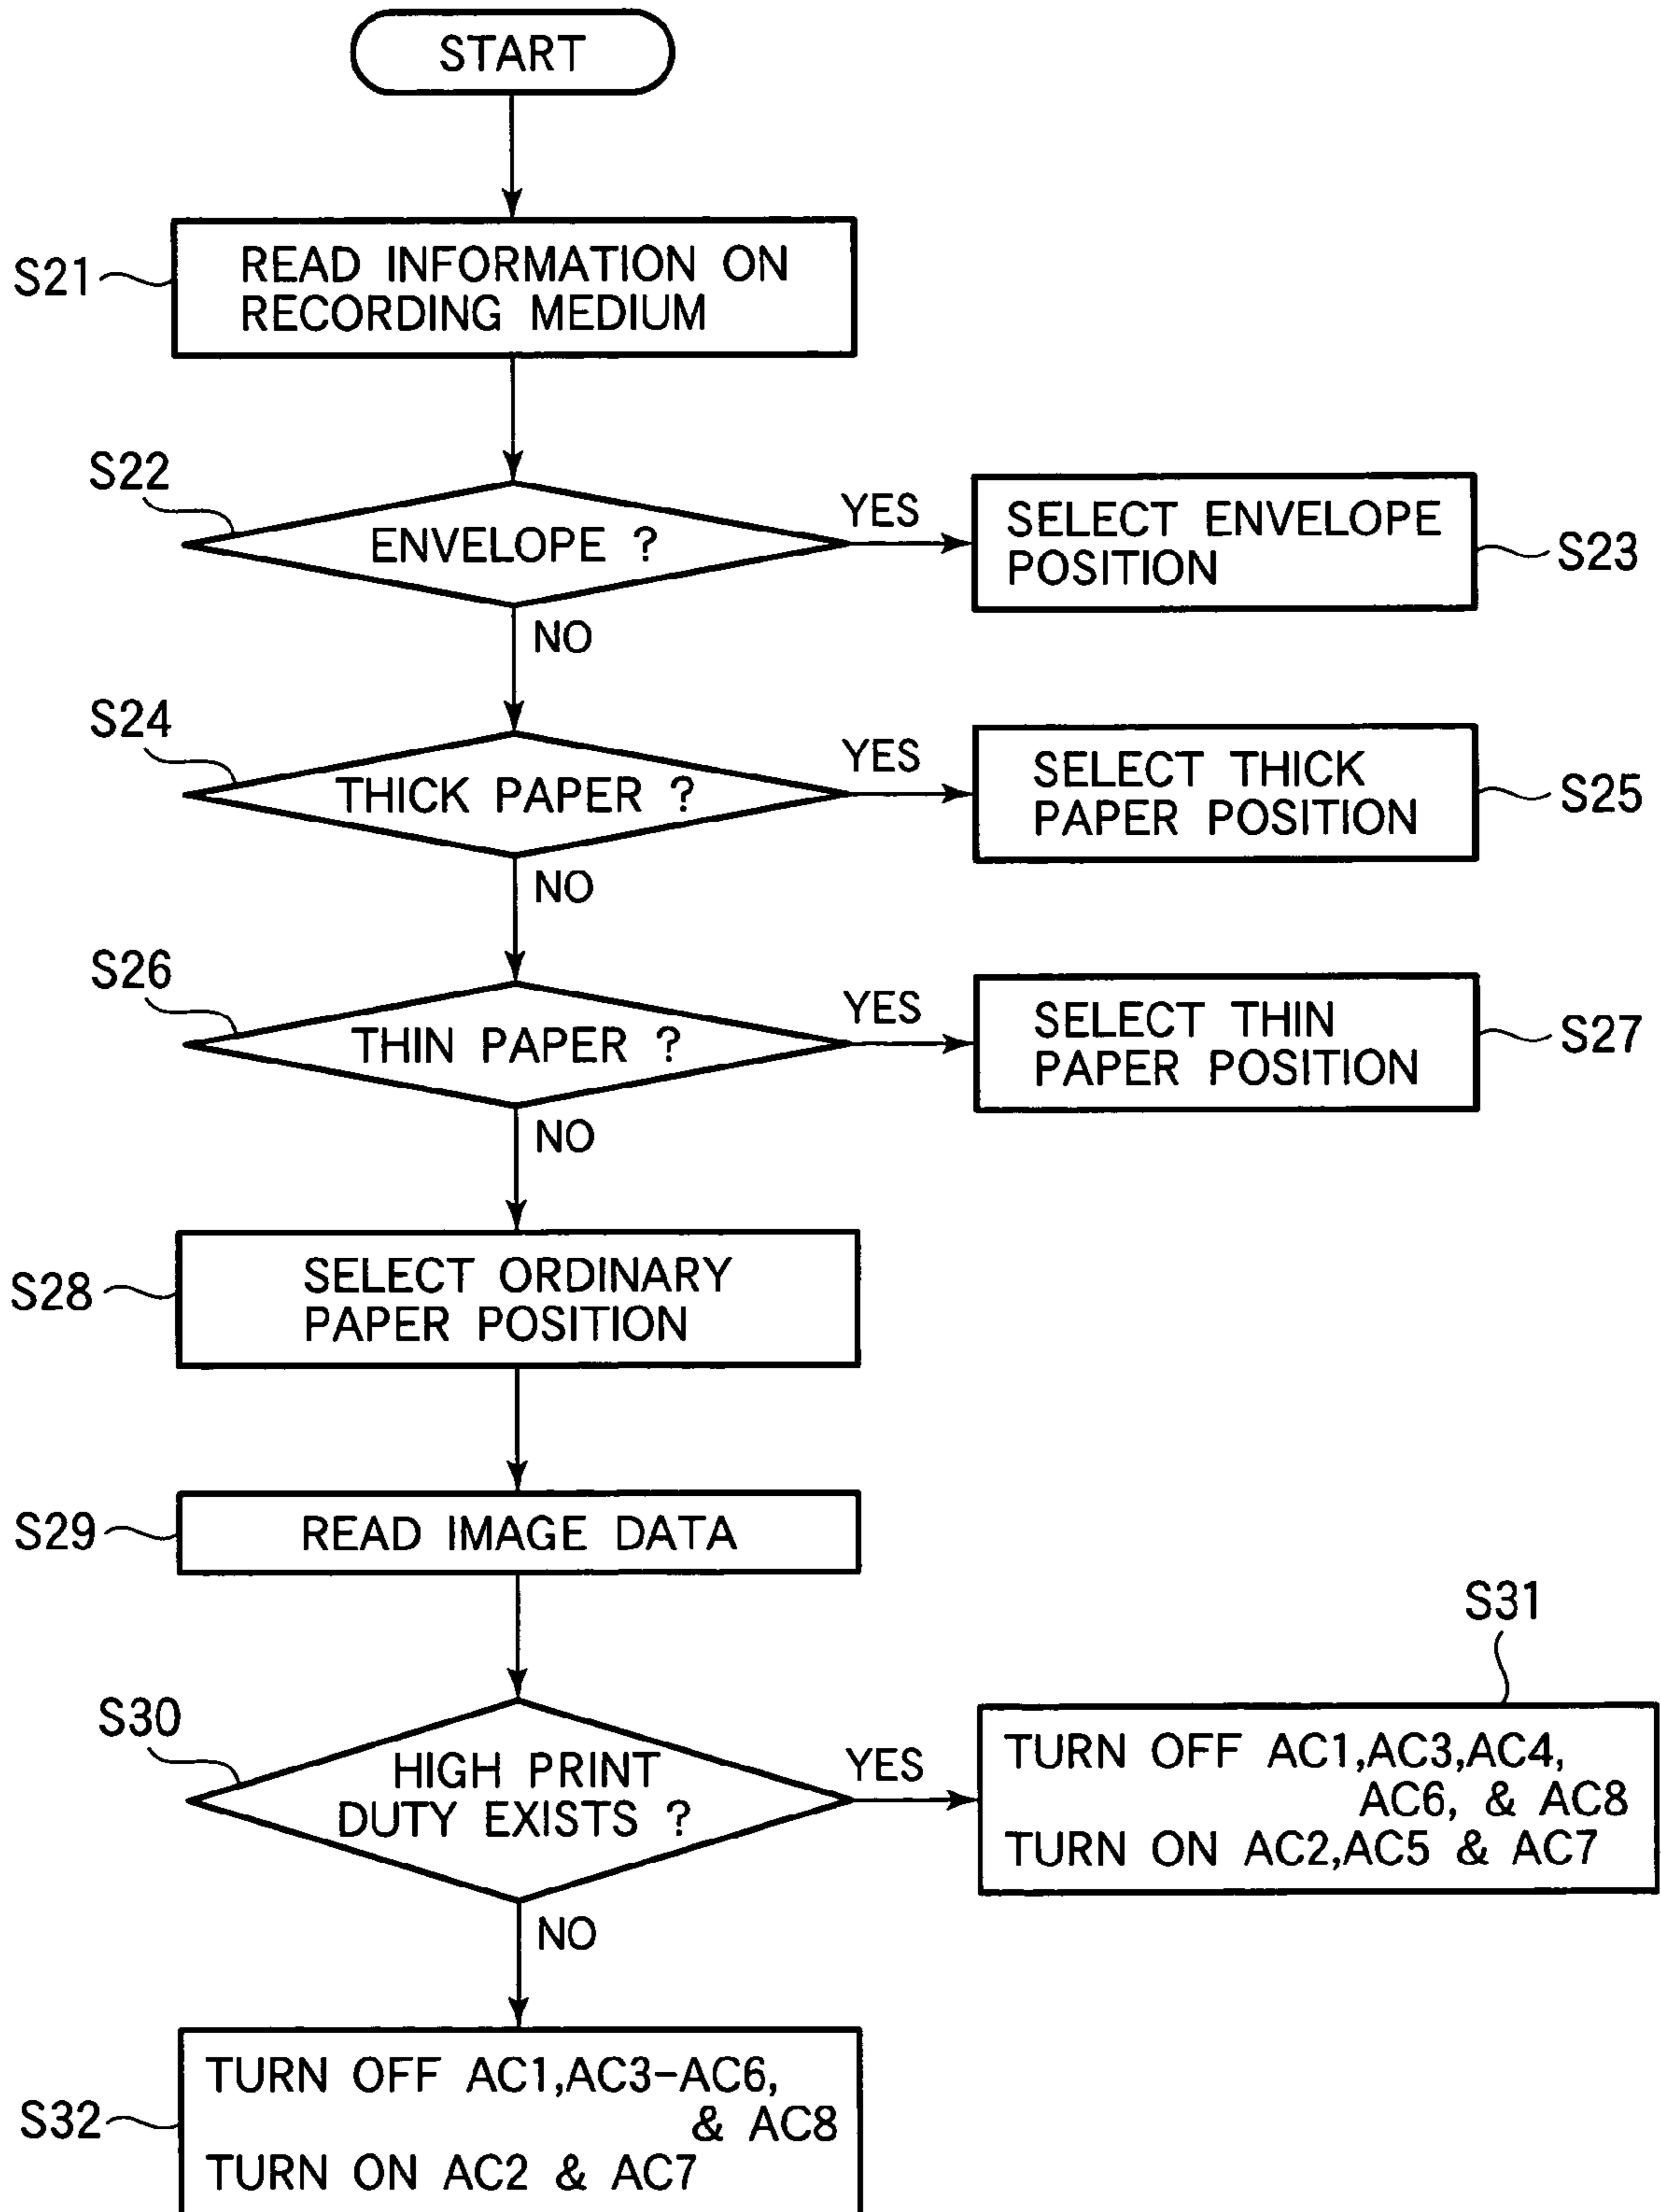 START
S21
READ INFORMATION ON
RECORDING MEDIUM
S22
ENVELOPE ?
YES
SELECT ENVELOPE
POSITION
S23
NO
S24
THICK PAPER ?
YES
SELECT THICK
PAPER POSITION
S25
NO
S26
THIN PAPER ?
YES
SELECT THIN
PAPER POSITION
S27
NO
S28
SELECT ORDINARY
PAPER POSITION
S29
READ IMAGE DATA
S30
HIGH PRINT
DUTY EXISTS ?
YES
S31
TURN OFF AC1,AC3,AC4,
AC6, & AC8
TURN ON AC2,AC5 & AC7
NO
S32
TURN OFF AC1,AC3-AC6,
& AC8
TURN ON AC2 & AC7